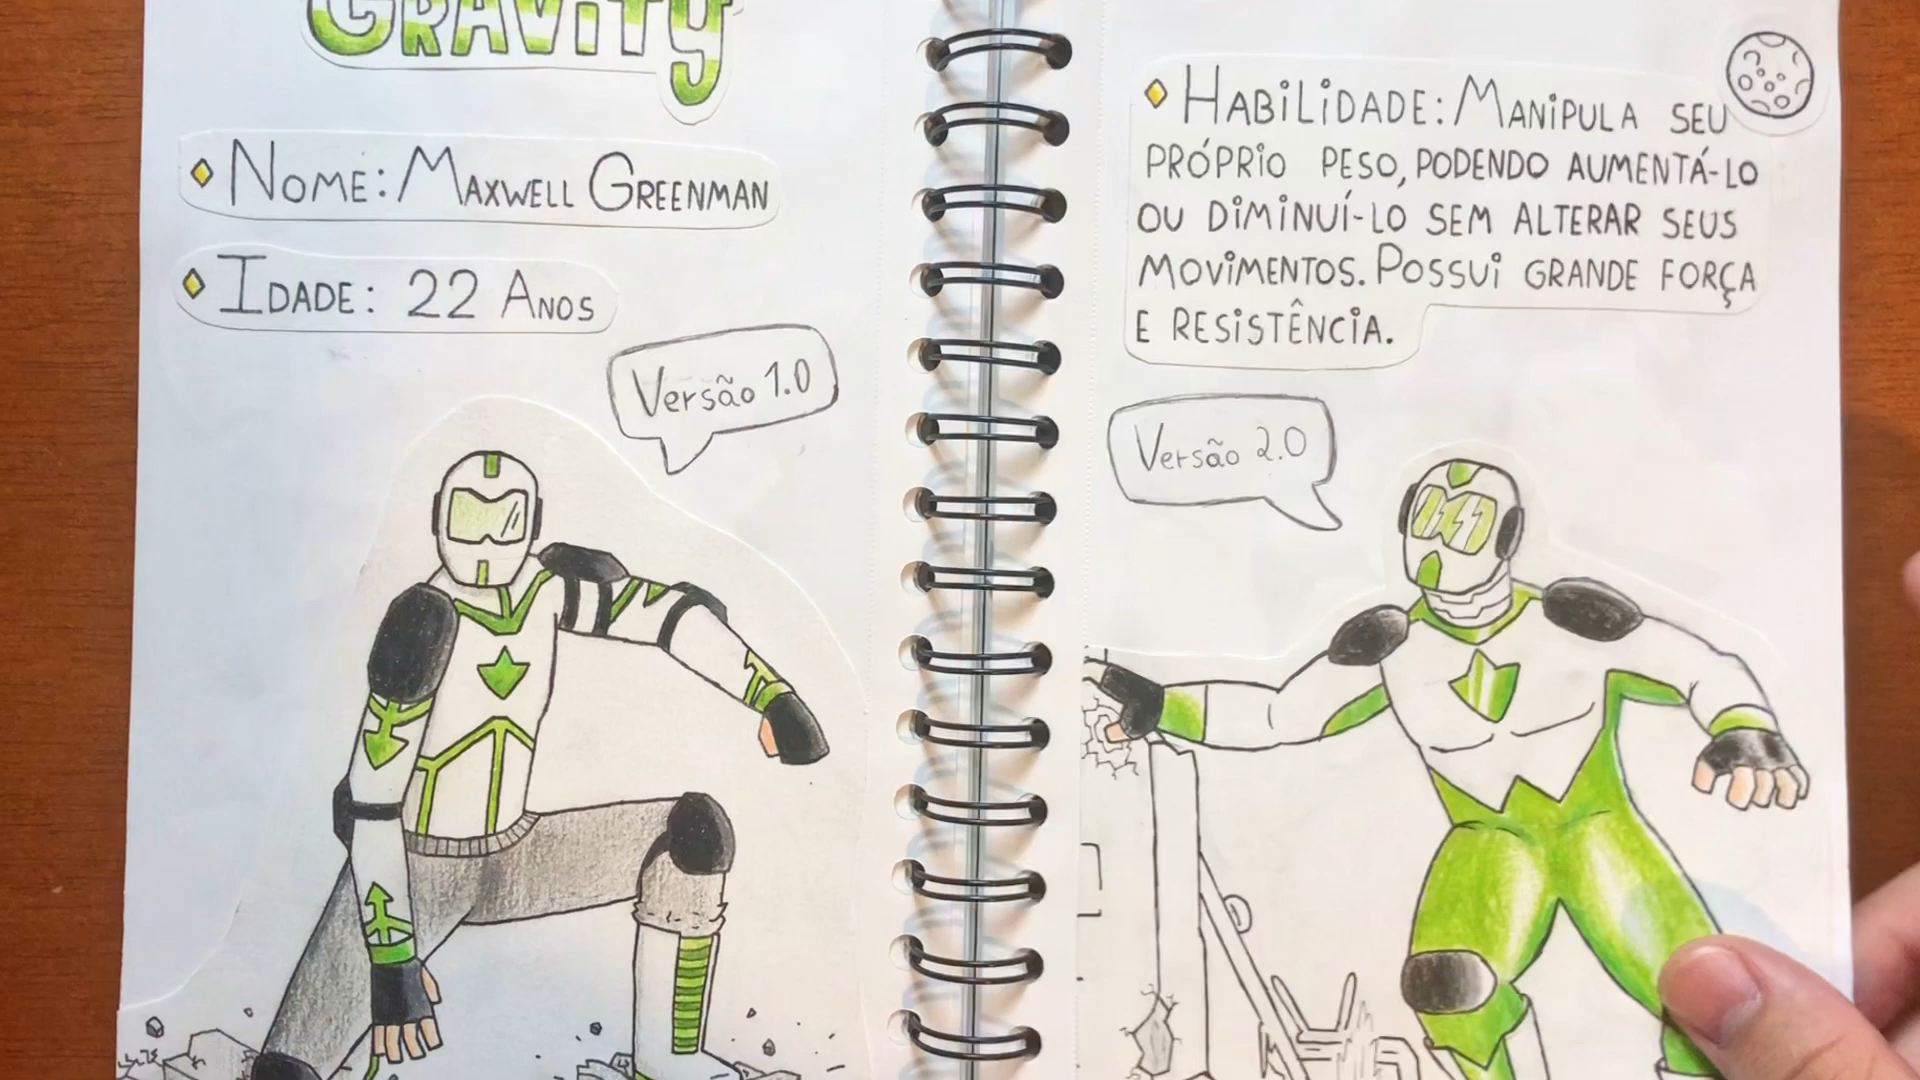 GRAVITY
NOME: MAXWELL GREENMAN
IDADE: 22 ANOS
Versão 1.0
HABILIDADE: MANIPULA SEU
PRÓPRIO PESO, PODENDO AUMENTÁ-LO
OU DIMINUÍ-LO SEM ALTERAR SEUS
MOVIMENTOS. POSSUI GRANDE FORÇA
E RESISTÊNCIA.
Versão 2.0